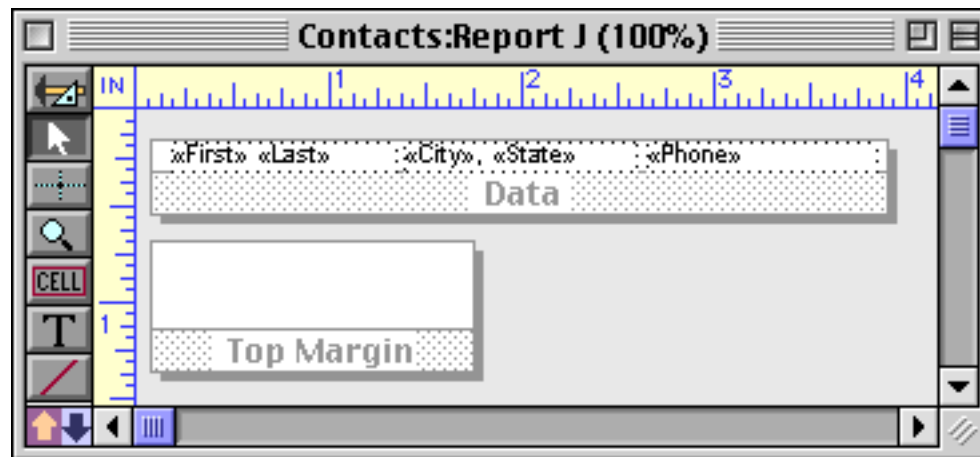 Contacts:Report J (100%)
IN 1 2 3 4
«First» «Last» «City», «State» «Phone»
Data
CELL
T
1
Top Margin